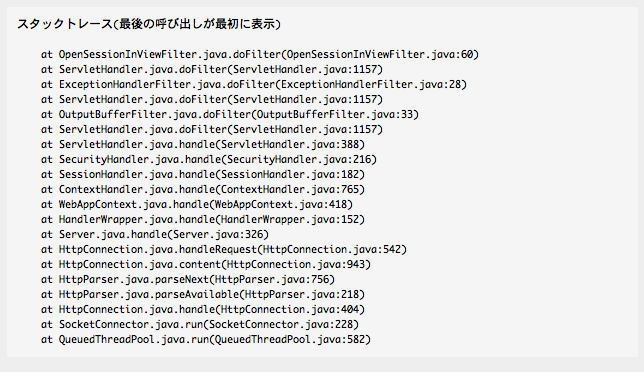 スタックトレース(最後の呼び出しが最初に表示)
at OpenSessionInViewFilter.java.doFilter(OpenSessionInViewFilter.java:60)
at ServletHandler.java.doFilter(ServletHandler.java:1157)
at ExceptionHandlerFilter.java.doFilter(ExceptionHandlerFilter.java:28)
at ServletHandler.java.doFilter(ServletHandler.java:1157)
at OutputBufferFilter.java.doFilter(OutputBufferFilter.java:33)
at ServletHandler.java.doFilter(ServletHandler.java:1157)
at ServletHandler.java.handle(ServletHandler.java:388)
at SecurityHandler.java.handle(SecurityHandler.java:216)
at SessionHandler.java.handle(SessionHandler.java:182)
at ContextHandler.java.handle(ContextHandler.java:765)
at WebAppContext.java.handle(WebAppContext.java:418)
at HandlerWrapper.java.handle(HandlerWrapper.java:152)
at Server.java.handle(Server.java:326)
at HttpConnection.java.handleRequest(HttpConnection.java:542)
at HttpConnection.java.content(HttpConnection.java:943)
at HttpParser.java.parseNext(HttpParser.java:756)
at HttpParser.java.parseAvailable(HttpParser.java:218)
at HttpConnection.java.handle(HttpConnection.java:404)
at SocketConnector.java.run(SocketConnector.java:228)
at QueuedThreadPool.java.run(QueuedThreadPool.java:582)